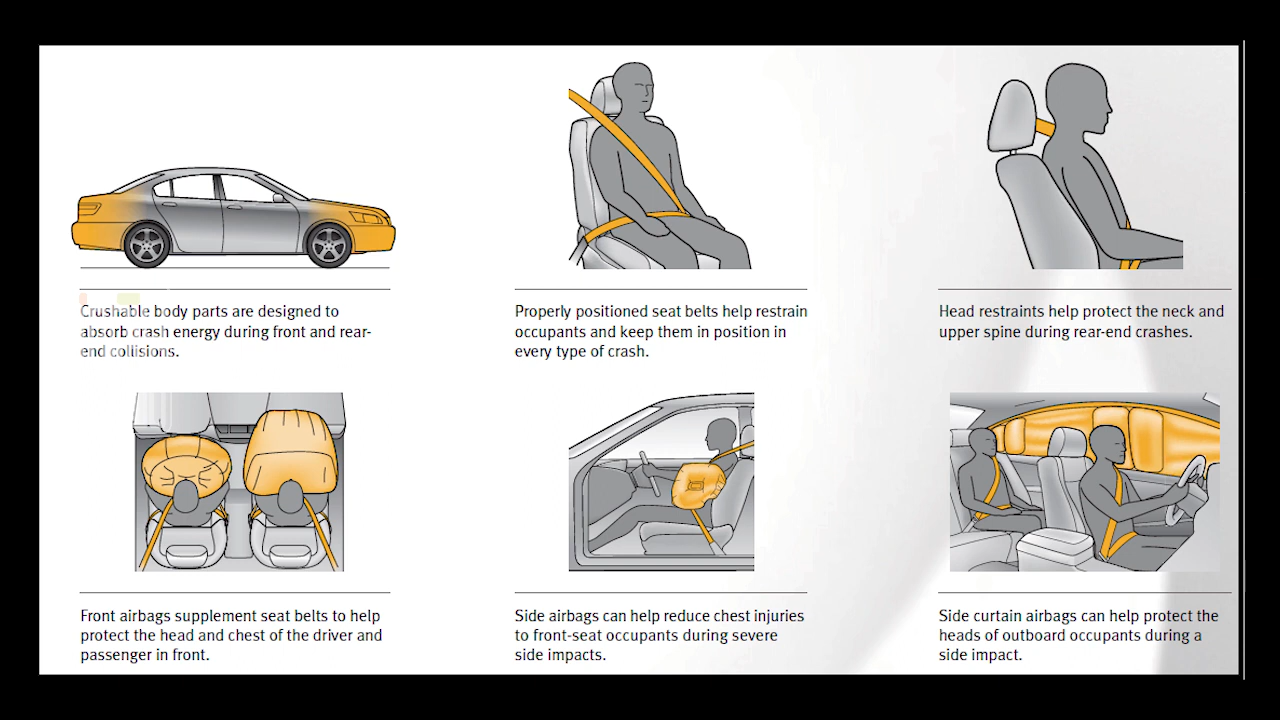 Crushable body parts are designed to
absorb crash energy during front and rear-
end collisions.
Properly positioned seat belts help restrain
occupants and keep them in position in
every type of crash.
Head restraints help protect the neck and
upper spine during rear-end crashes.
Front airbags supplement seat belts to help
protect the head and chest of the driver and
passenger in front.
Side airbags can help reduce chest injuries
to front-seat occupants during severe
side impacts.
Side curtain airbags can help protect the
heads of outboard occupants during a
side impact.